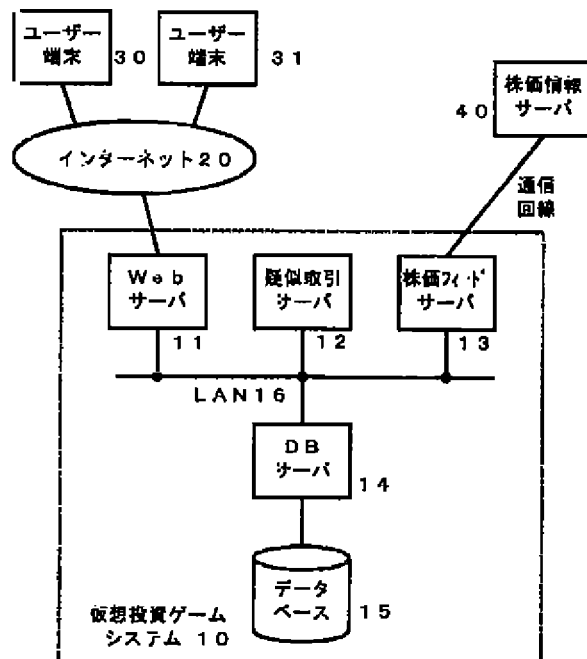 ユーザー
端末
30
ユーザー
端末
31
株価情報
サーバ
40
インターネット20
通信
回線
Web
サーバ
11
疑似取引
サーバ
12
株価フィード
サーバ
13
LAN16
DB
サーバ
14
データ
ベース
15
仮想投資ゲーム
システム 10